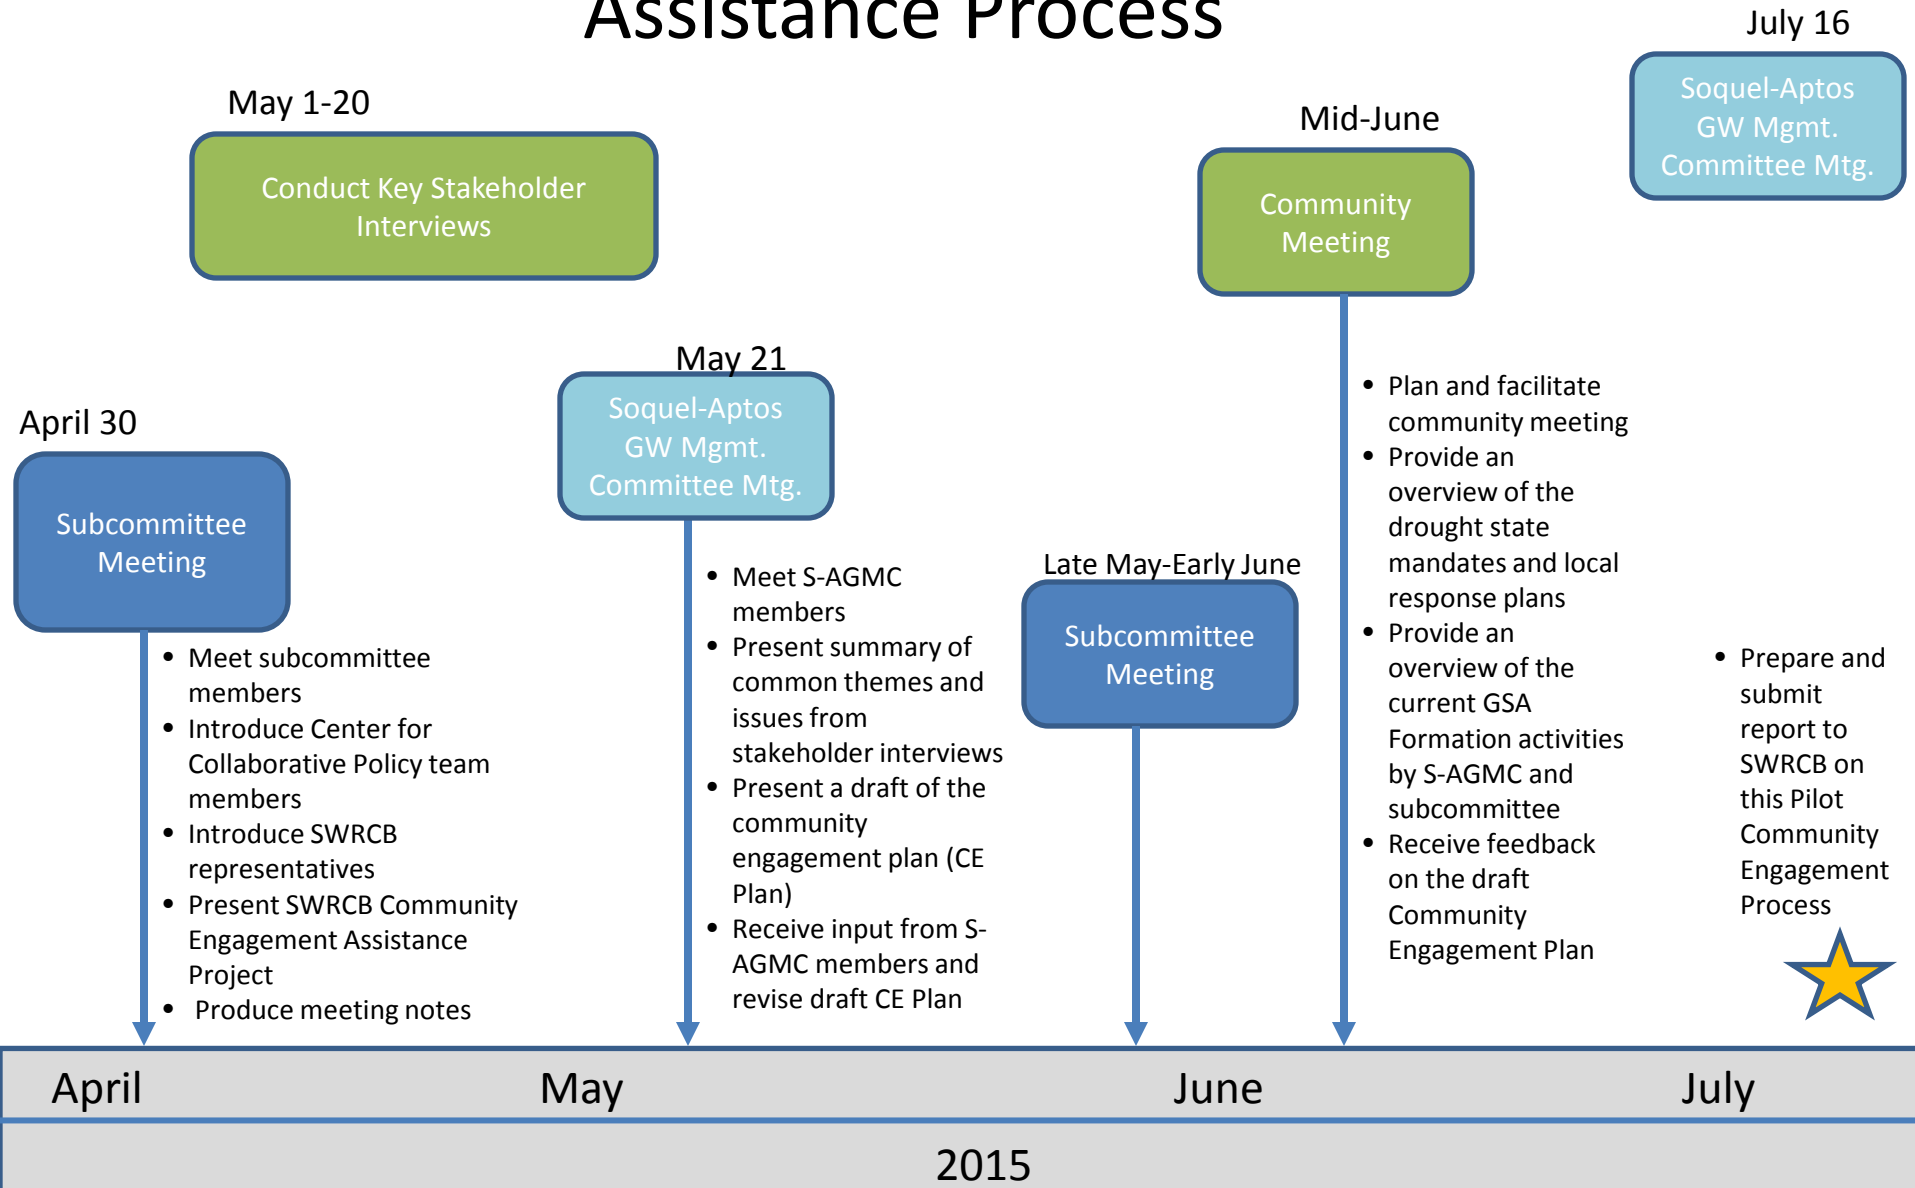 Assistance Process
July 16
Soquel-Aptos
GW Mgmt.
Committee Mtg.
May 1-20
Conduct Key Stakeholder
Interviews
Mid-June
Community
Meeting
May 21
Soquel-Aptos
GW Mgmt.
Committee Mtg.
April 30
Subcommittee
Meeting
Late May-Early June
Subcommittee
Meeting
• Meet subcommittee
members
• Introduce Center for
Collaborative Policy team
members
• Introduce SWRCB
representatives
• Present SWRCB Community
Engagement Assistance
Project
• Produce meeting notes
• Meet S-AGMC
members
• Present summary of
common themes and
issues from
stakeholder interviews
• Present a draft of the
community
engagement plan (CE
Plan)
• Receive input from S-
AGMC members and
revise draft CE Plan
• Plan and facilitate
community meeting
• Provide an
overview of the
drought state
mandates and local
response plans
• Provide an
overview of the
current GSA
Formation activities
by S-AGMC and
subcommittee
• Receive feedback
on the draft
Community
Engagement Plan
• Prepare and
submit
report to
SWRCB on
this Pilot
Community
Engagement
Process
April
May
June
July
2015